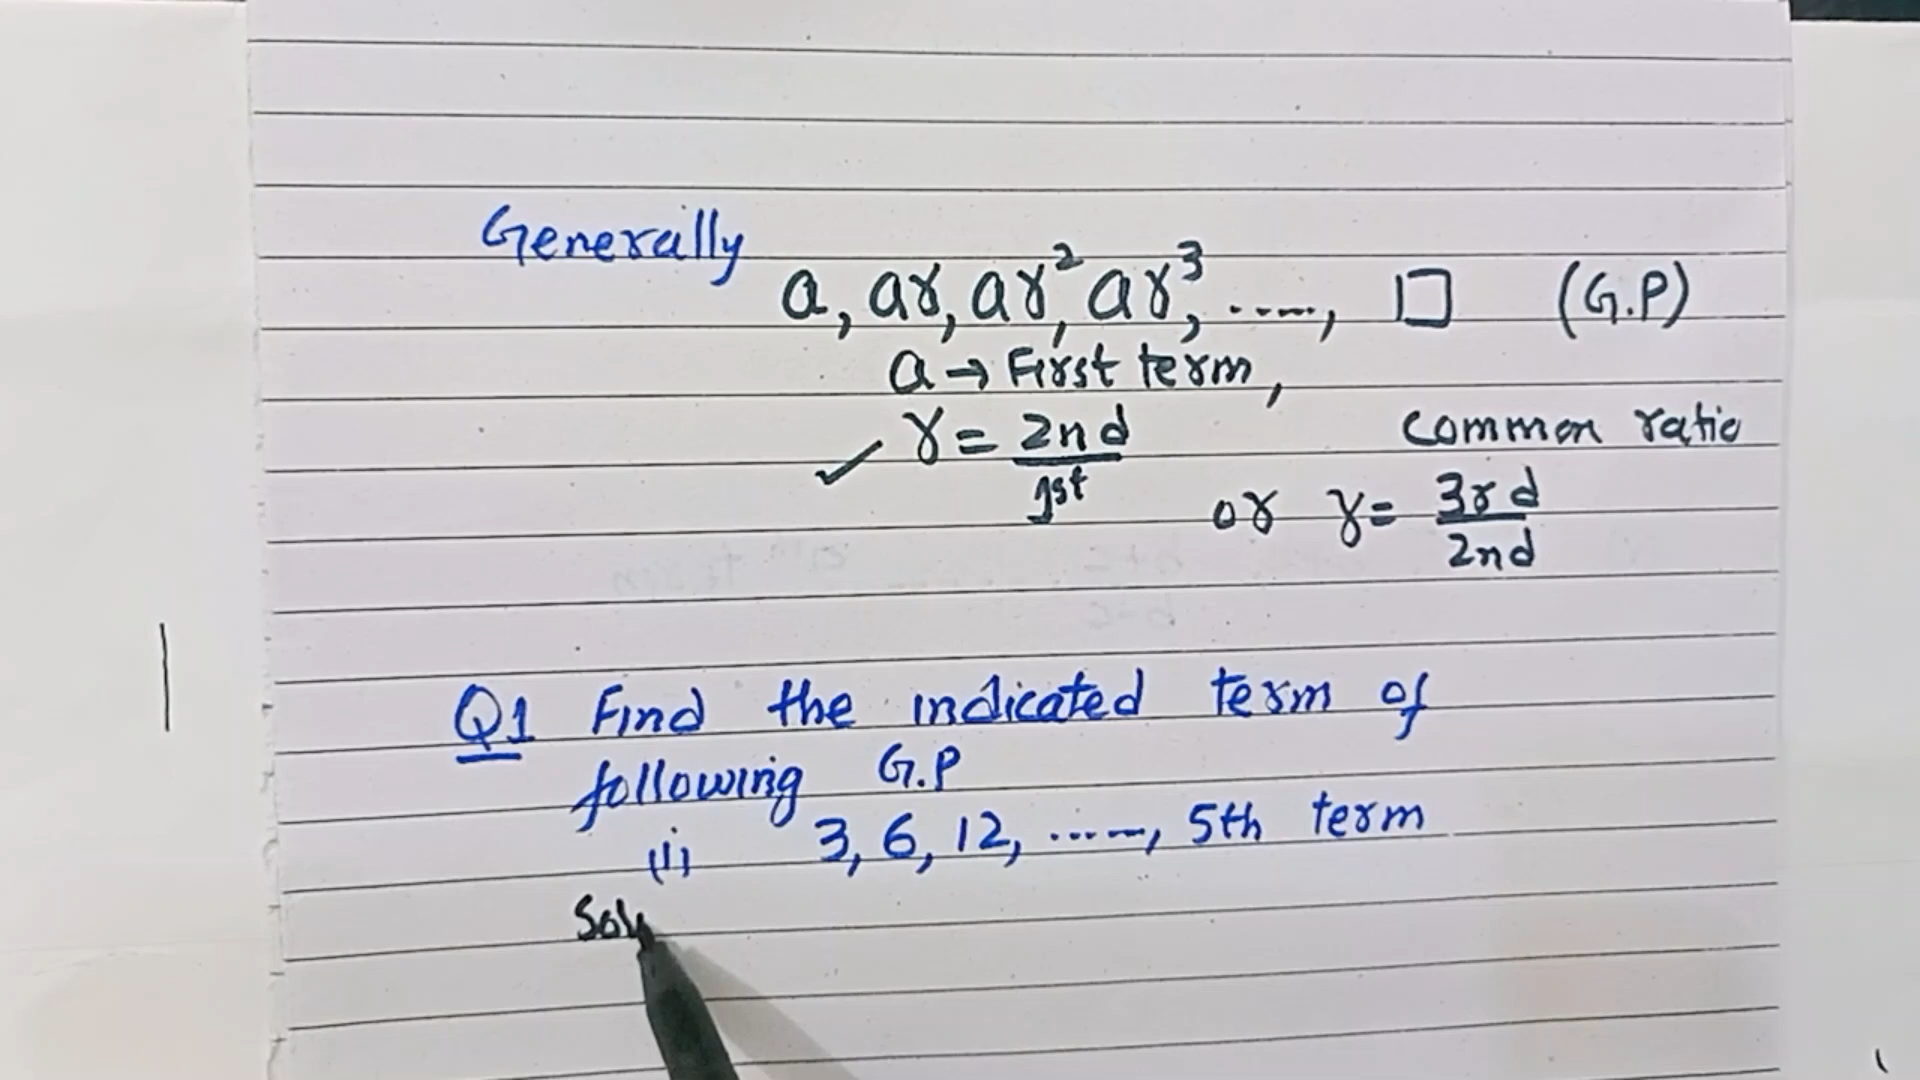 Generally
a, ar, ar², ar³, ....., □ (G.P)
a → First term,
✓ r = 2nd/1st common ratio
or r = 3rd/2nd
Q1 Find the indicated term of
following G.P
(i) 3, 6, 12, ....., 5th term
Sol